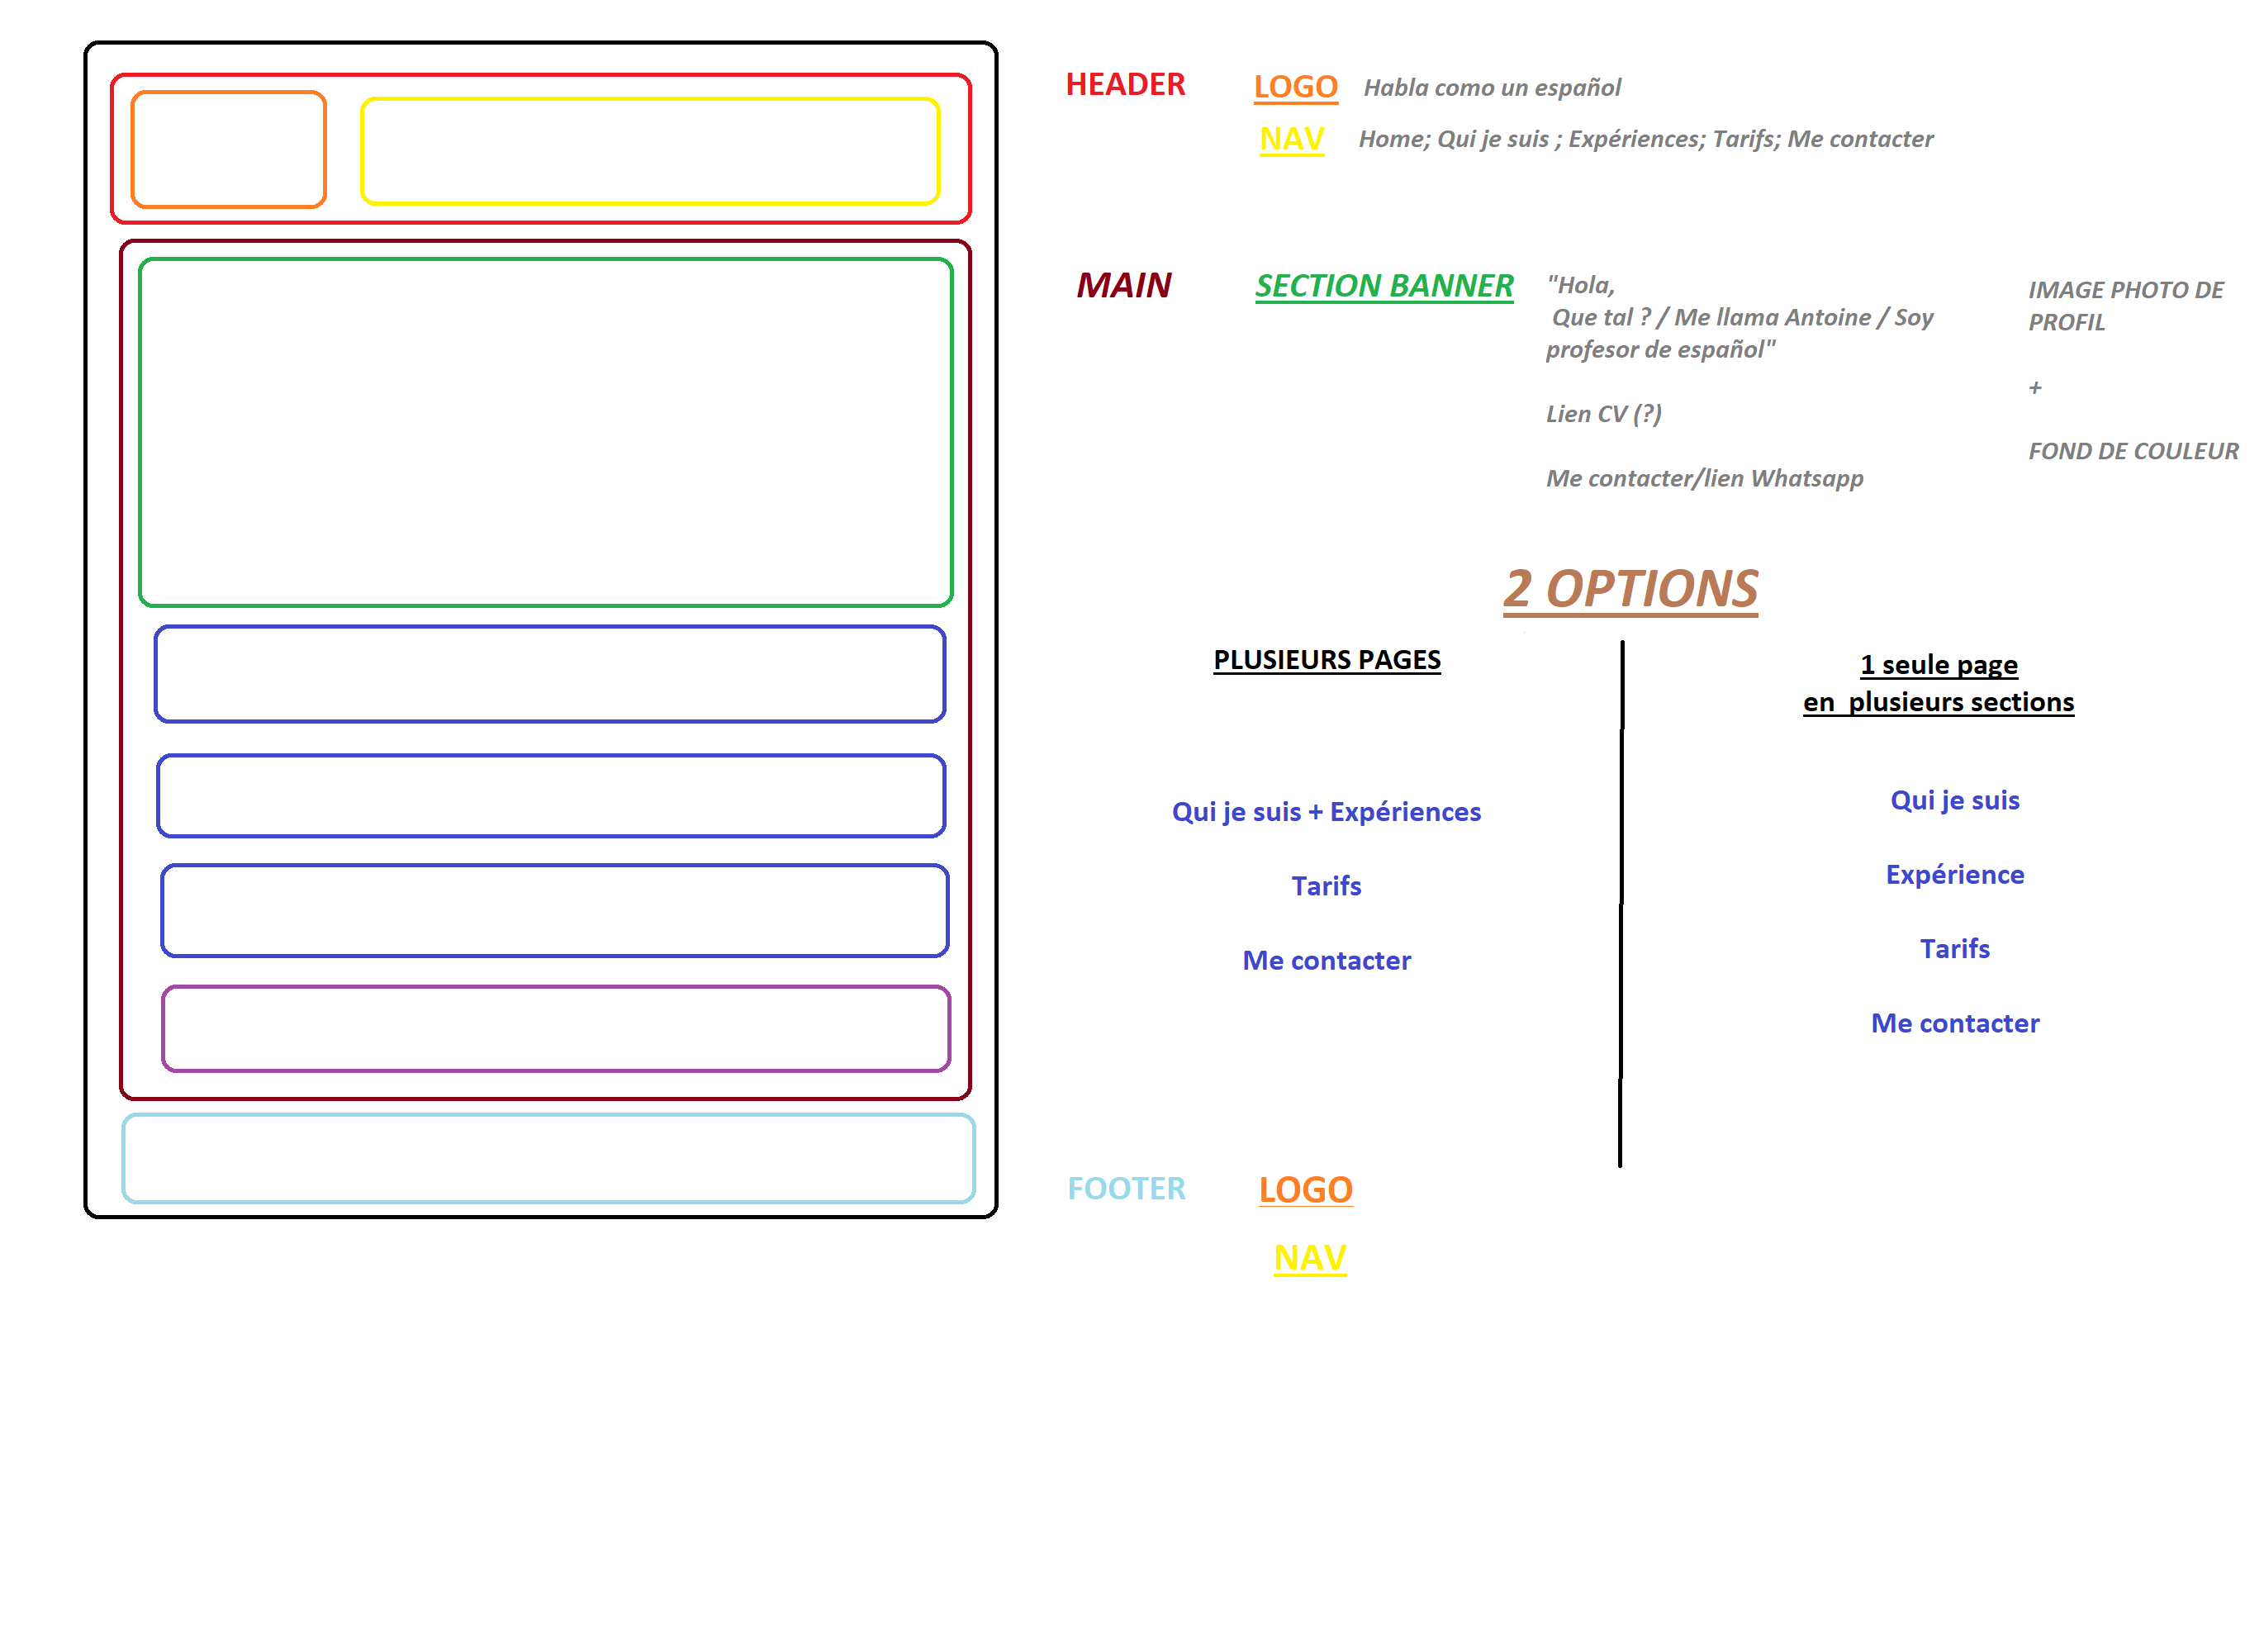 HEADER
LOGO Habla como un español
NAV Home; Qui je suis ; Expériences; Tarifs; Me contacter
MAIN
SECTION BANNER
"Hola,
Que tal ? / Me llama Antoine / Soy
profesor de español"
Lien CV (?)
Me contacter/lien Whatsapp
IMAGE PHOTO DE
PROFIL
+
FOND DE COULEUR
2 OPTIONS
PLUSIEURS PAGES
Qui je suis + Expériences
Tarifs
Me contacter
1 seule page
en plusieurs sections
Qui je suis
Expérience
Tarifs
Me contacter
FOOTER
LOGO
NAV